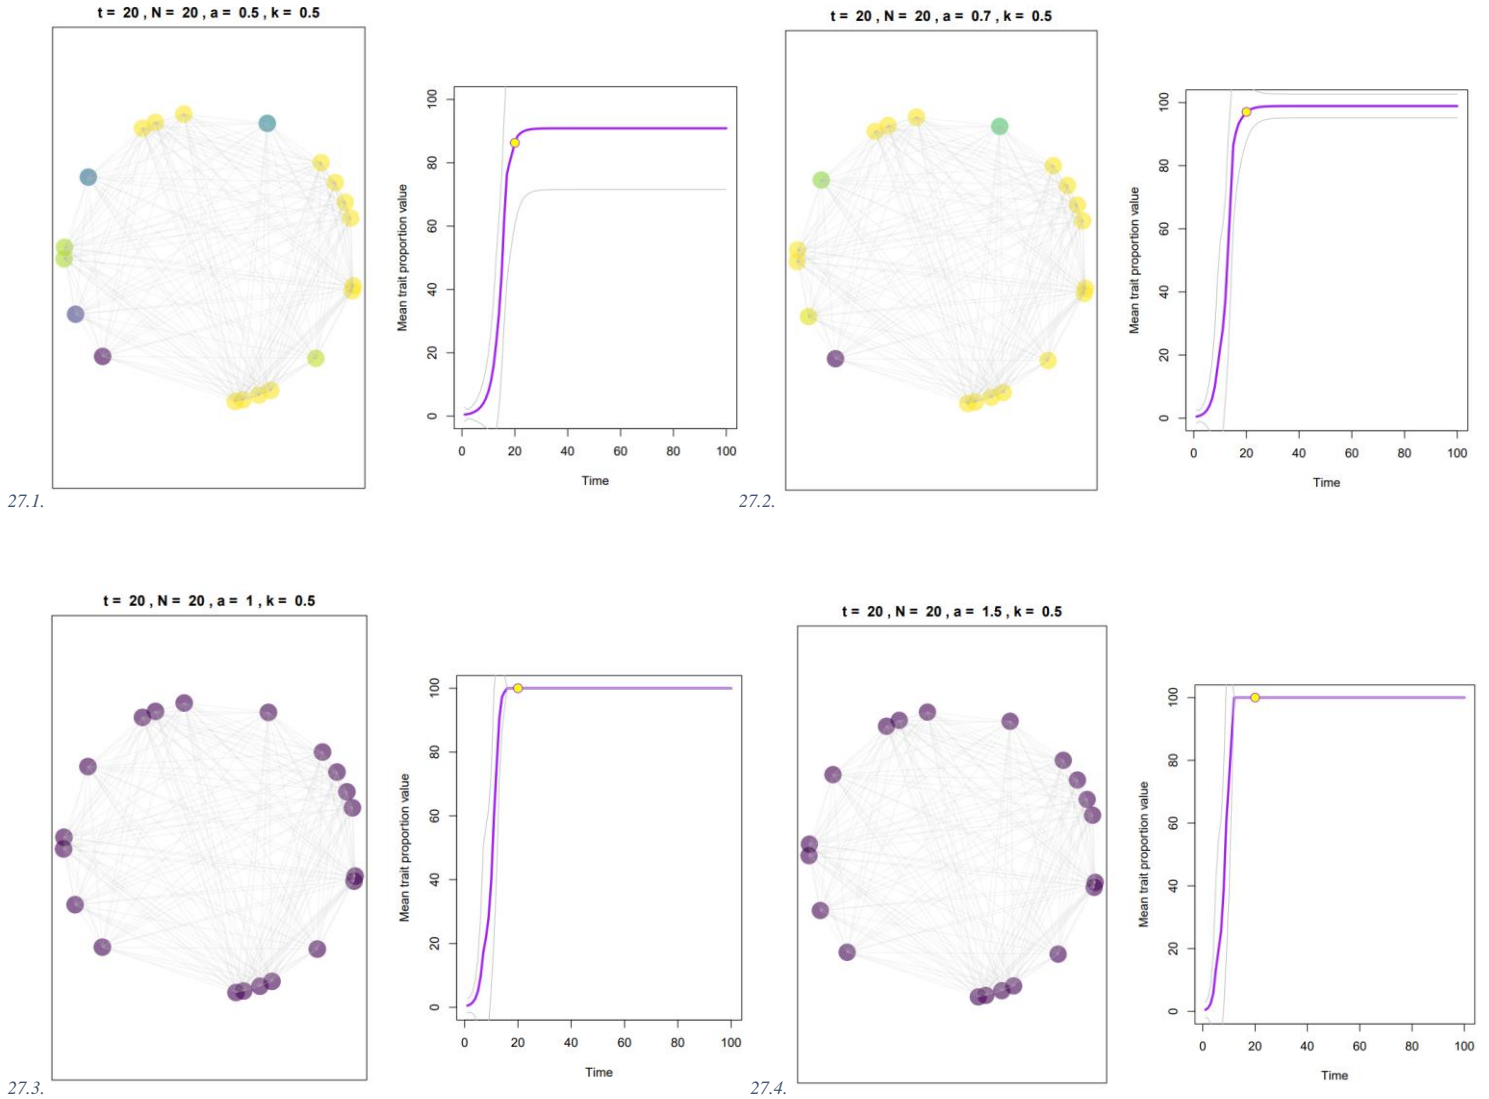 t = 20 , N = 20 , a = 0.5 , k = 0.5
100
80
60
40
20
0
Mean trait proportion value
0 20 40 60 80 100
Time
27.1.
t = 20 , N = 20 , a = 0.7 , k = 0.5
100
80
60
40
20
0
Mean trait proportion value
0 20 40 60 80 100
Time
27.2.
t = 20 , N = 20 , a = 1 , k = 0.5
100
80
60
40
20
0
Mean trait proportion value
0 20 40 60 80 100
Time
27.3.
t = 20 , N = 20 , a = 1.5 , k = 0.5
100
80
60
40
20
0
Mean trait proportion value
0 20 40 60 80 100
Time
27.4.